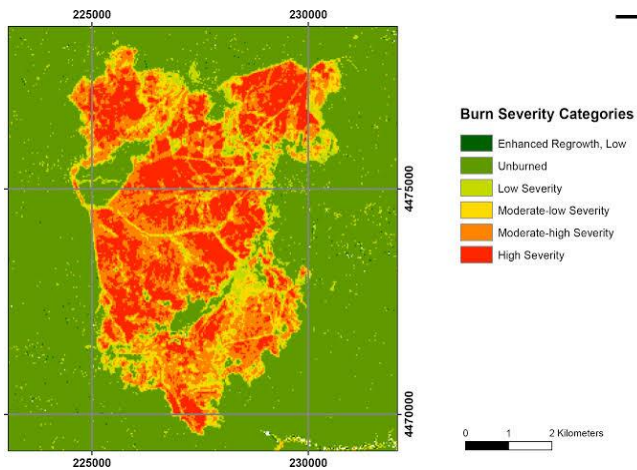 225000 230000
Burn Severity Categories
Enhanced Regrowth, Low
Unburned
Low Severity
Moderate-low Severity
Moderate-high Severity
High Severity
4475000
4470000
0 1 2 Kilometers
225000 230000